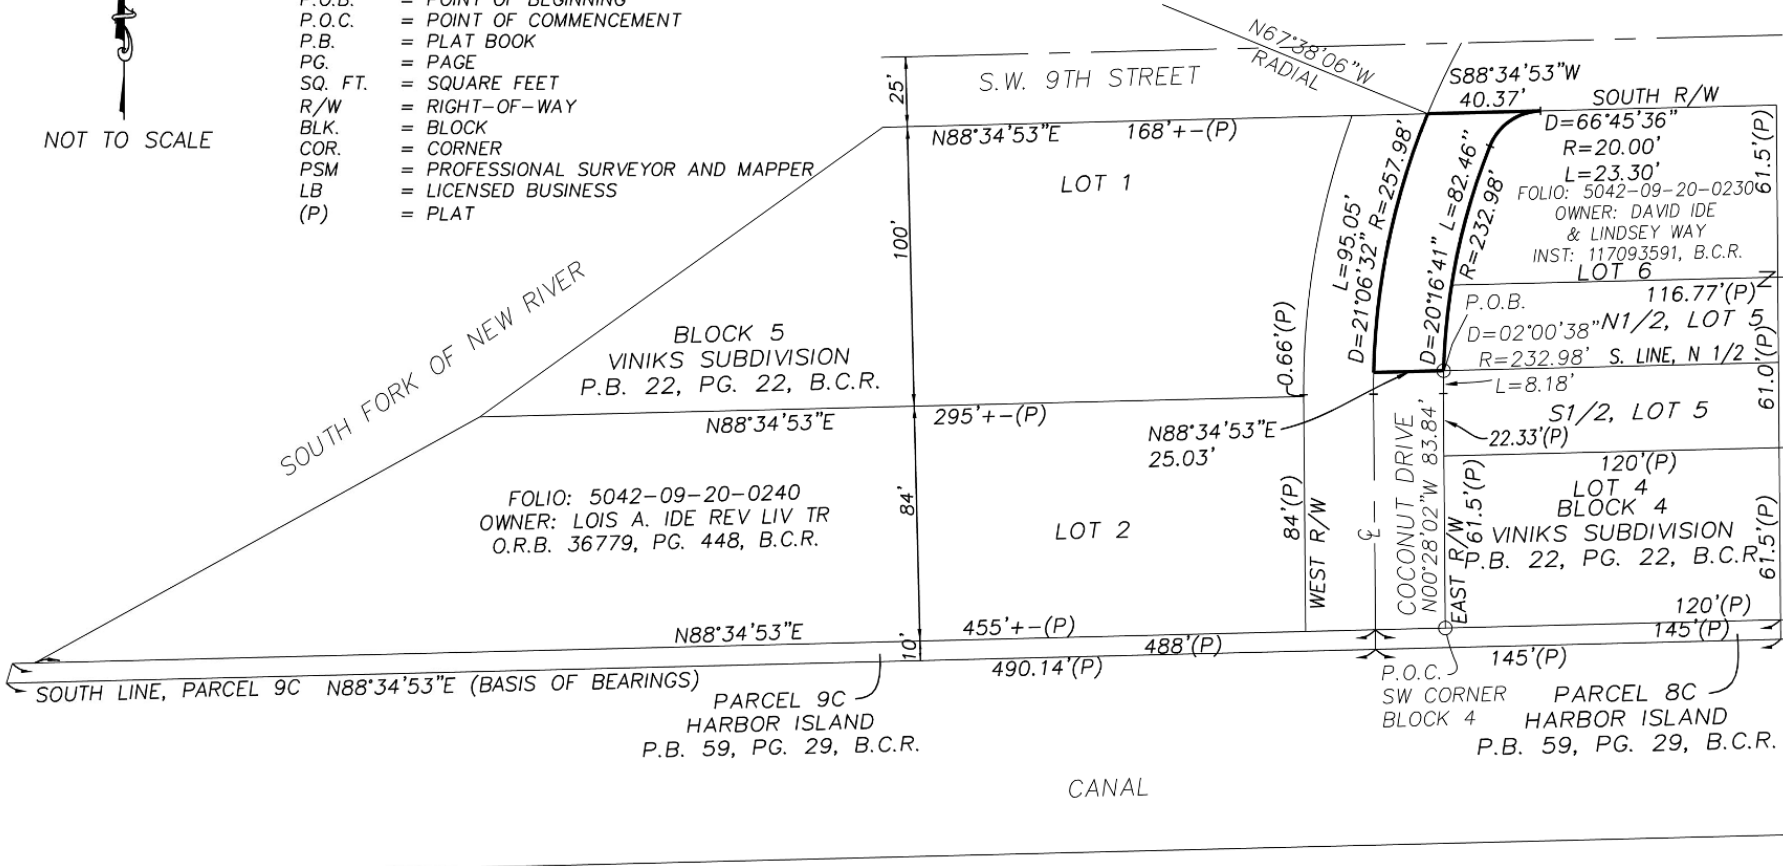 P.O.B. = POINT OF BEGINNING
P.O.C. = POINT OF COMMENCEMENT
P.B. = PLAT BOOK
PG. = PAGE
SQ. FT. = SQUARE FEET
R/W = RIGHT-OF-WAY
BLK. = BLOCK
COR. = CORNER
PSM = PROFESSIONAL SURVEYOR AND MAPPER
LB = LICENSED BUSINESS
(P) = PLAT
NOT TO SCALE
N67°38'06"W
RADIAL
S.W. 9TH STREET
25'
S88°34'53"W
40.37'
SOUTH R/W
N88°34'53"E 168'+-(P)
LOT 1
100'
L=95.05'
D=21°06'32" R=257.98'
D=20°16'41" L=82.46"
R=232.98'
D=66°45'36"
R=20.00'
L=23.30'
61.5'(P)
FOLIO: 5042-09-20-0230
OWNER: DAVID IDE
& LINDSEY WAY
INST: 117093591, B.C.R.
LOT 6
116.77'(P)
P.O.B.
N1/2, LOT 5
D=02°00'38"
R=232.98'
S. LINE, N 1/2
L=8.18'
61.0'(P)
S1/2, LOT 5
22.33'(P)
SOUTH FORK OF NEW RIVER
BLOCK 5
VINIKS SUBDIVISION
P.B. 22, PG. 22, B.C.R.
0.66'(P)
N88°34'53"E
295'+-(P)
N88°34'53"E
25.03'
FOLIO: 5042-09-20-0240
OWNER: LOIS A. IDE REV LIV TR
O.R.B. 36779, PG. 448, B.C.R.
84'
LOT 2
84'(P)
WEST R/W
℄
COCONUT DRIVE
N00°28'02"W 83.84'
EAST R/W
61.5'(P)
120'(P)
LOT 4
BLOCK 4
VINIKS SUBDIVISION
P.B. 22, PG. 22, B.C.R.
61.5'(P)
120'(P)
N88°34'53"E
455'+-(P)
10'
488'(P)
145'(P)
490.14'(P)
145'(P)
SOUTH LINE, PARCEL 9C N88°34'53"E (BASIS OF BEARINGS)
PARCEL 9C
HARBOR ISLAND
P.B. 59, PG. 29, B.C.R.
P.O.C.
SW CORNER
BLOCK 4
PARCEL 8C
HARBOR ISLAND
P.B. 59, PG. 29, B.C.R.
CANAL